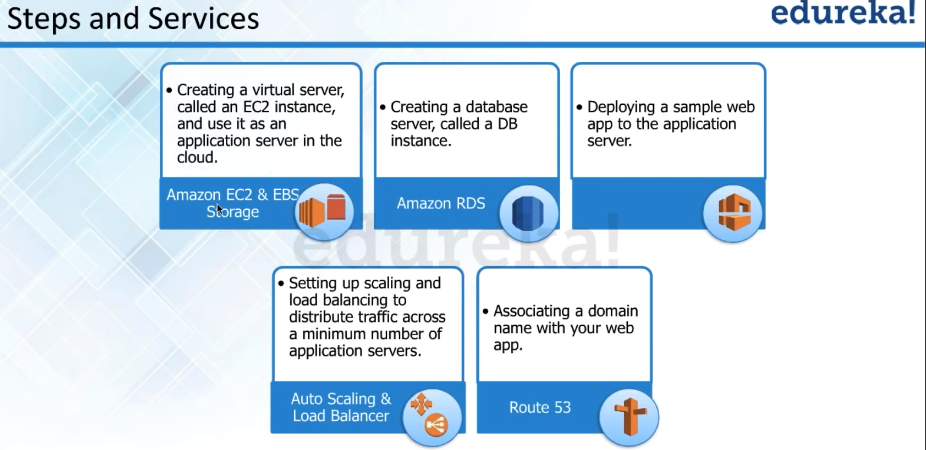 Steps and Services
edureka!
• Creating a virtual server,
called an EC2 instance,
and use it as an
application server in the
cloud.
Amazon EC2 & EBS
Storage
• Creating a database
server, called a DB
instance.
Amazon RDS
• Deploying a sample web
app to the application
server.
edureka!
• Setting up scaling and
load balancing to
distribute traffic across
a minimum number of
application servers.
Auto Scaling &
Load Balancer
• Associating a domain
name with your web
app.
Route 53